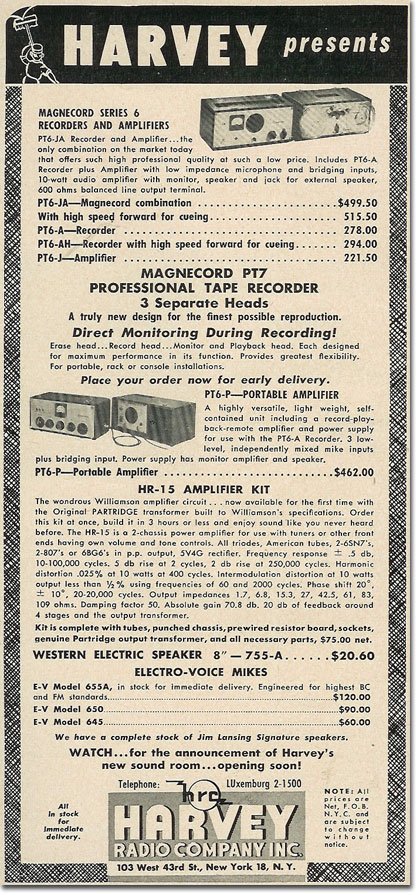 HARVEY presents
MAGNECORD SERIES 6
RECORDERS AND AMPLIFIERS
PT6-JA Recorder and Amplifier...the
only combination on the market today
that offers such high professional quality at such a low price. Includes PT6-A
Recorder plus Amplifier with low impedance microphone and bridging inputs,
10-watt audio amplifier with monitor, speaker and jack for external speaker,
600 ohms balanced line output terminal.
PT6-JA—Magnecord combination ........................$499.50
With high speed forward for cueing..................... 515.50
PT6-A—Recorder ........................................ 278.00
PT6-AH—Recorder with high speed forward for cueing....... 294.00
PT6-J—Amplifier ....................................... 221.50
MAGNECORD PT7
PROFESSIONAL TAPE RECORDER
3 Separate Heads
A truly new design for the finest possible reproduction.
Direct Monitoring During Recording!
Erase head...Record head...Monitor and Playback head. Each designed
for maximum performance in its function. Provides greatest flexibility.
For portable, rack or console installations.
Place your order now for early delivery.
PT6-P—PORTABLE AMPLIFIER
A highly versatile, light weight, self-
contained unit including a record-play-
back-remote amplifier and power supply
for use with the PT6-A Recorder. 3 low-
level, independently mixed mike inputs
plus bridging input. Power supply has monitor amplifier and speaker.
PT6-P—Portable Amplifier ..............................$462.00
HR-15 AMPLIFIER KIT
The wondrous Williamson amplifier circuit...now available for the first time with
the Original PARTRIDGE transformer built to Williamson's specifications. Order
this kit at once, build it in 3 hours or less and enjoy sound like you never heard
before. The HR-15 is a 2-chassis power amplifier for use with tuners or other front
ends having own volume and tone controls. All triodes, American tubes, 2-6SN7's,
2-807's or 6BG6's in p.p. output, 5V4G rectifier. Frequency response ± .5 db,
10-100,000 cycles. .5 db rise at 2 cycles, 2 db rise at 250,000 cycles. Harmonic
distortion .025% at 10 watts at 400 cycles. Intermodulation distortion at 10 watts
output less than ½% using frequencies of 60 and 2000 cycles. Phase shift 20°,
± 10°, 20-20,000 cycles. Output impedances 1.7, 6.8, 15.3, 27, 42.5, 61, 83,
109 ohms. Damping factor 50. Absolute gain 70.8 db. 20 db of feedback around
4 stages and the output transformer.
Kit is complete with tubes, punched chassis, prewired resistor board, sockets,
genuine Partridge output transformer, and all necessary parts, $75.00 net.
WESTERN ELECTRIC SPEAKER 8"—755-A......$20.60
ELECTRO-VOICE MIKES
E-V Model 655A, in stock for immediate delivery. Engineered for highest BC
and FM standards.......................................$120.00
E-V Model 650..........................................$90.00
E-V Model 645..........................................$60.00
We have a complete stock of Jim Lansing Signature speakers.
WATCH...for the announcement of Harvey's
new sound room...opening soon!
Telephone: LUxemburg 2-1500
hrc
All
in stock
for
immediate
delivery.
HARVEY
RADIO COMPANY INC.
103 West 43rd St., New York 18, N. Y.
NOTE: All
prices are
Net, F.O.B.
N.Y.C. and
are subject
to change
without
notice.